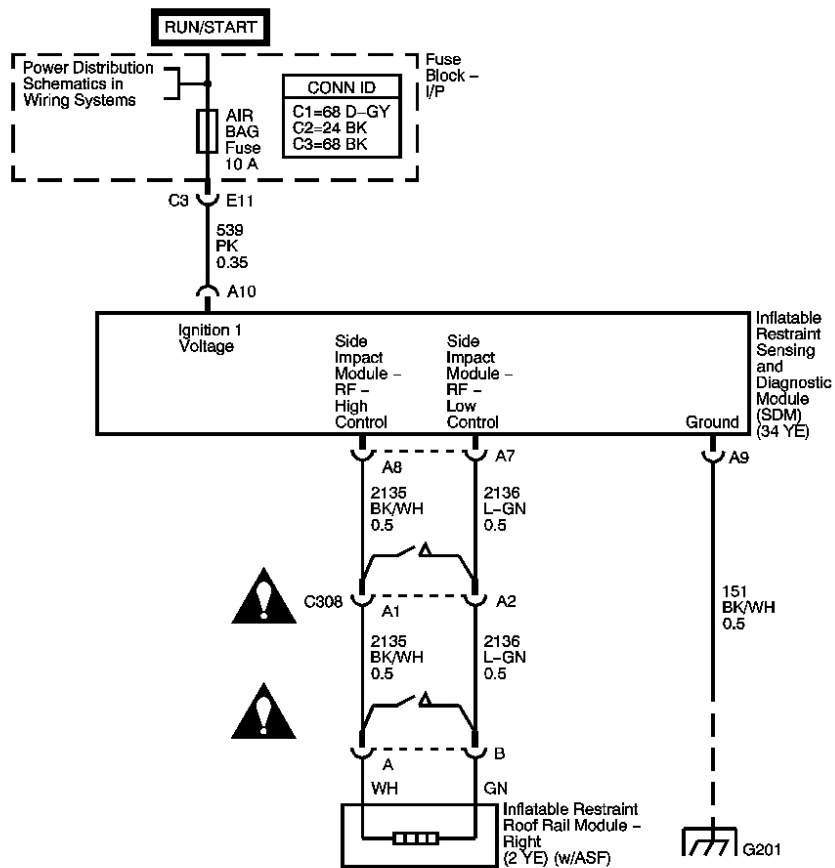 RUN/START
Power Distribution
Schematics in
Wiring Systems
Fuse
Block –
I/P
CONN ID
C1=68 D–GY
C2=24 BK
C3=68 BK
AIR
BAG
Fuse
10 A
C3 E11
539
PK
0.35
A10
Ignition 1
Voltage
Side
Impact
Module –
RF –
High
Control
Side
Impact
Module –
RF –
Low
Control
Ground
Inflatable
Restraint
Sensing
and
Diagnostic
Module
(SDM)
(34 YE)
A8 A7 A9
2135
BK/WH
0.5
2136
L–GN
0.5
C308 A1 A2
151
BK/WH
0.5
2135
BK/WH
0.5
2136
L–GN
0.5
A B
WH GN
Inflatable Restraint
Roof Rail Module –
Right
(2 YE) (w/ASF)
G201